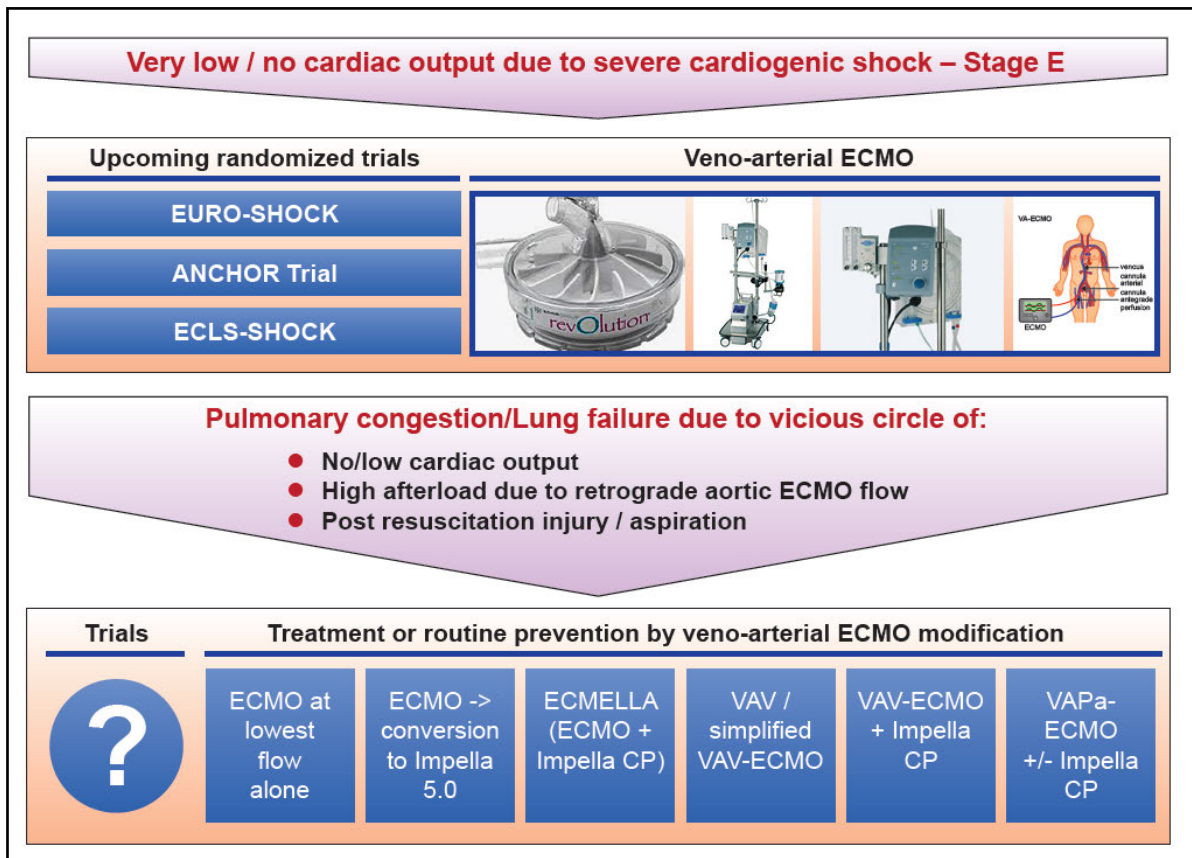 Very low / no cardiac output due to severe cardiogenic shock – Stage E
Upcoming randomized trials
EURO-SHOCK
ANCHOR Trial
ECLS-SHOCK
Veno-arterial ECMO
revOlution
VA-ECMO
venous
cannula
arterial
cannula
antegrade
perfusion
ECMO
Pulmonary congestion/Lung failure due to vicious circle of:
● No/low cardiac output
● High afterload due to retrograde aortic ECMO flow
● Post resuscitation injury / aspiration
Trials
?
Treatment or routine prevention by veno-arterial ECMO modification
ECMO at
lowest
flow
alone
ECMO ->
conversion
to Impella
5.0
ECMELLA
(ECMO +
Impella CP)
VAV /
simplified
VAV-ECMO
VAV-ECMO
+ Impella
CP
VAPa-
ECMO
+/- Impella
CP